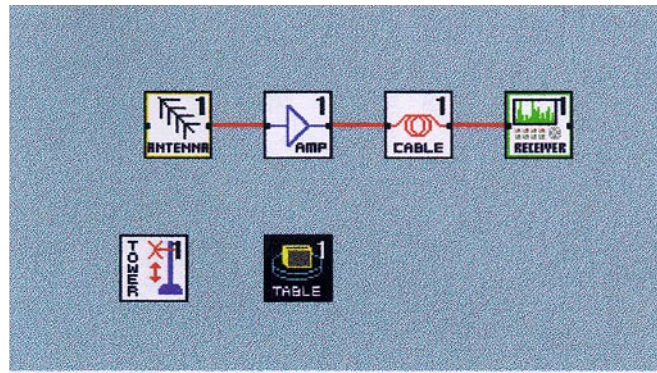 1 1 1 1
ANTENNA AMP CABLE RECEIVER
1 1
TOWER TABLE